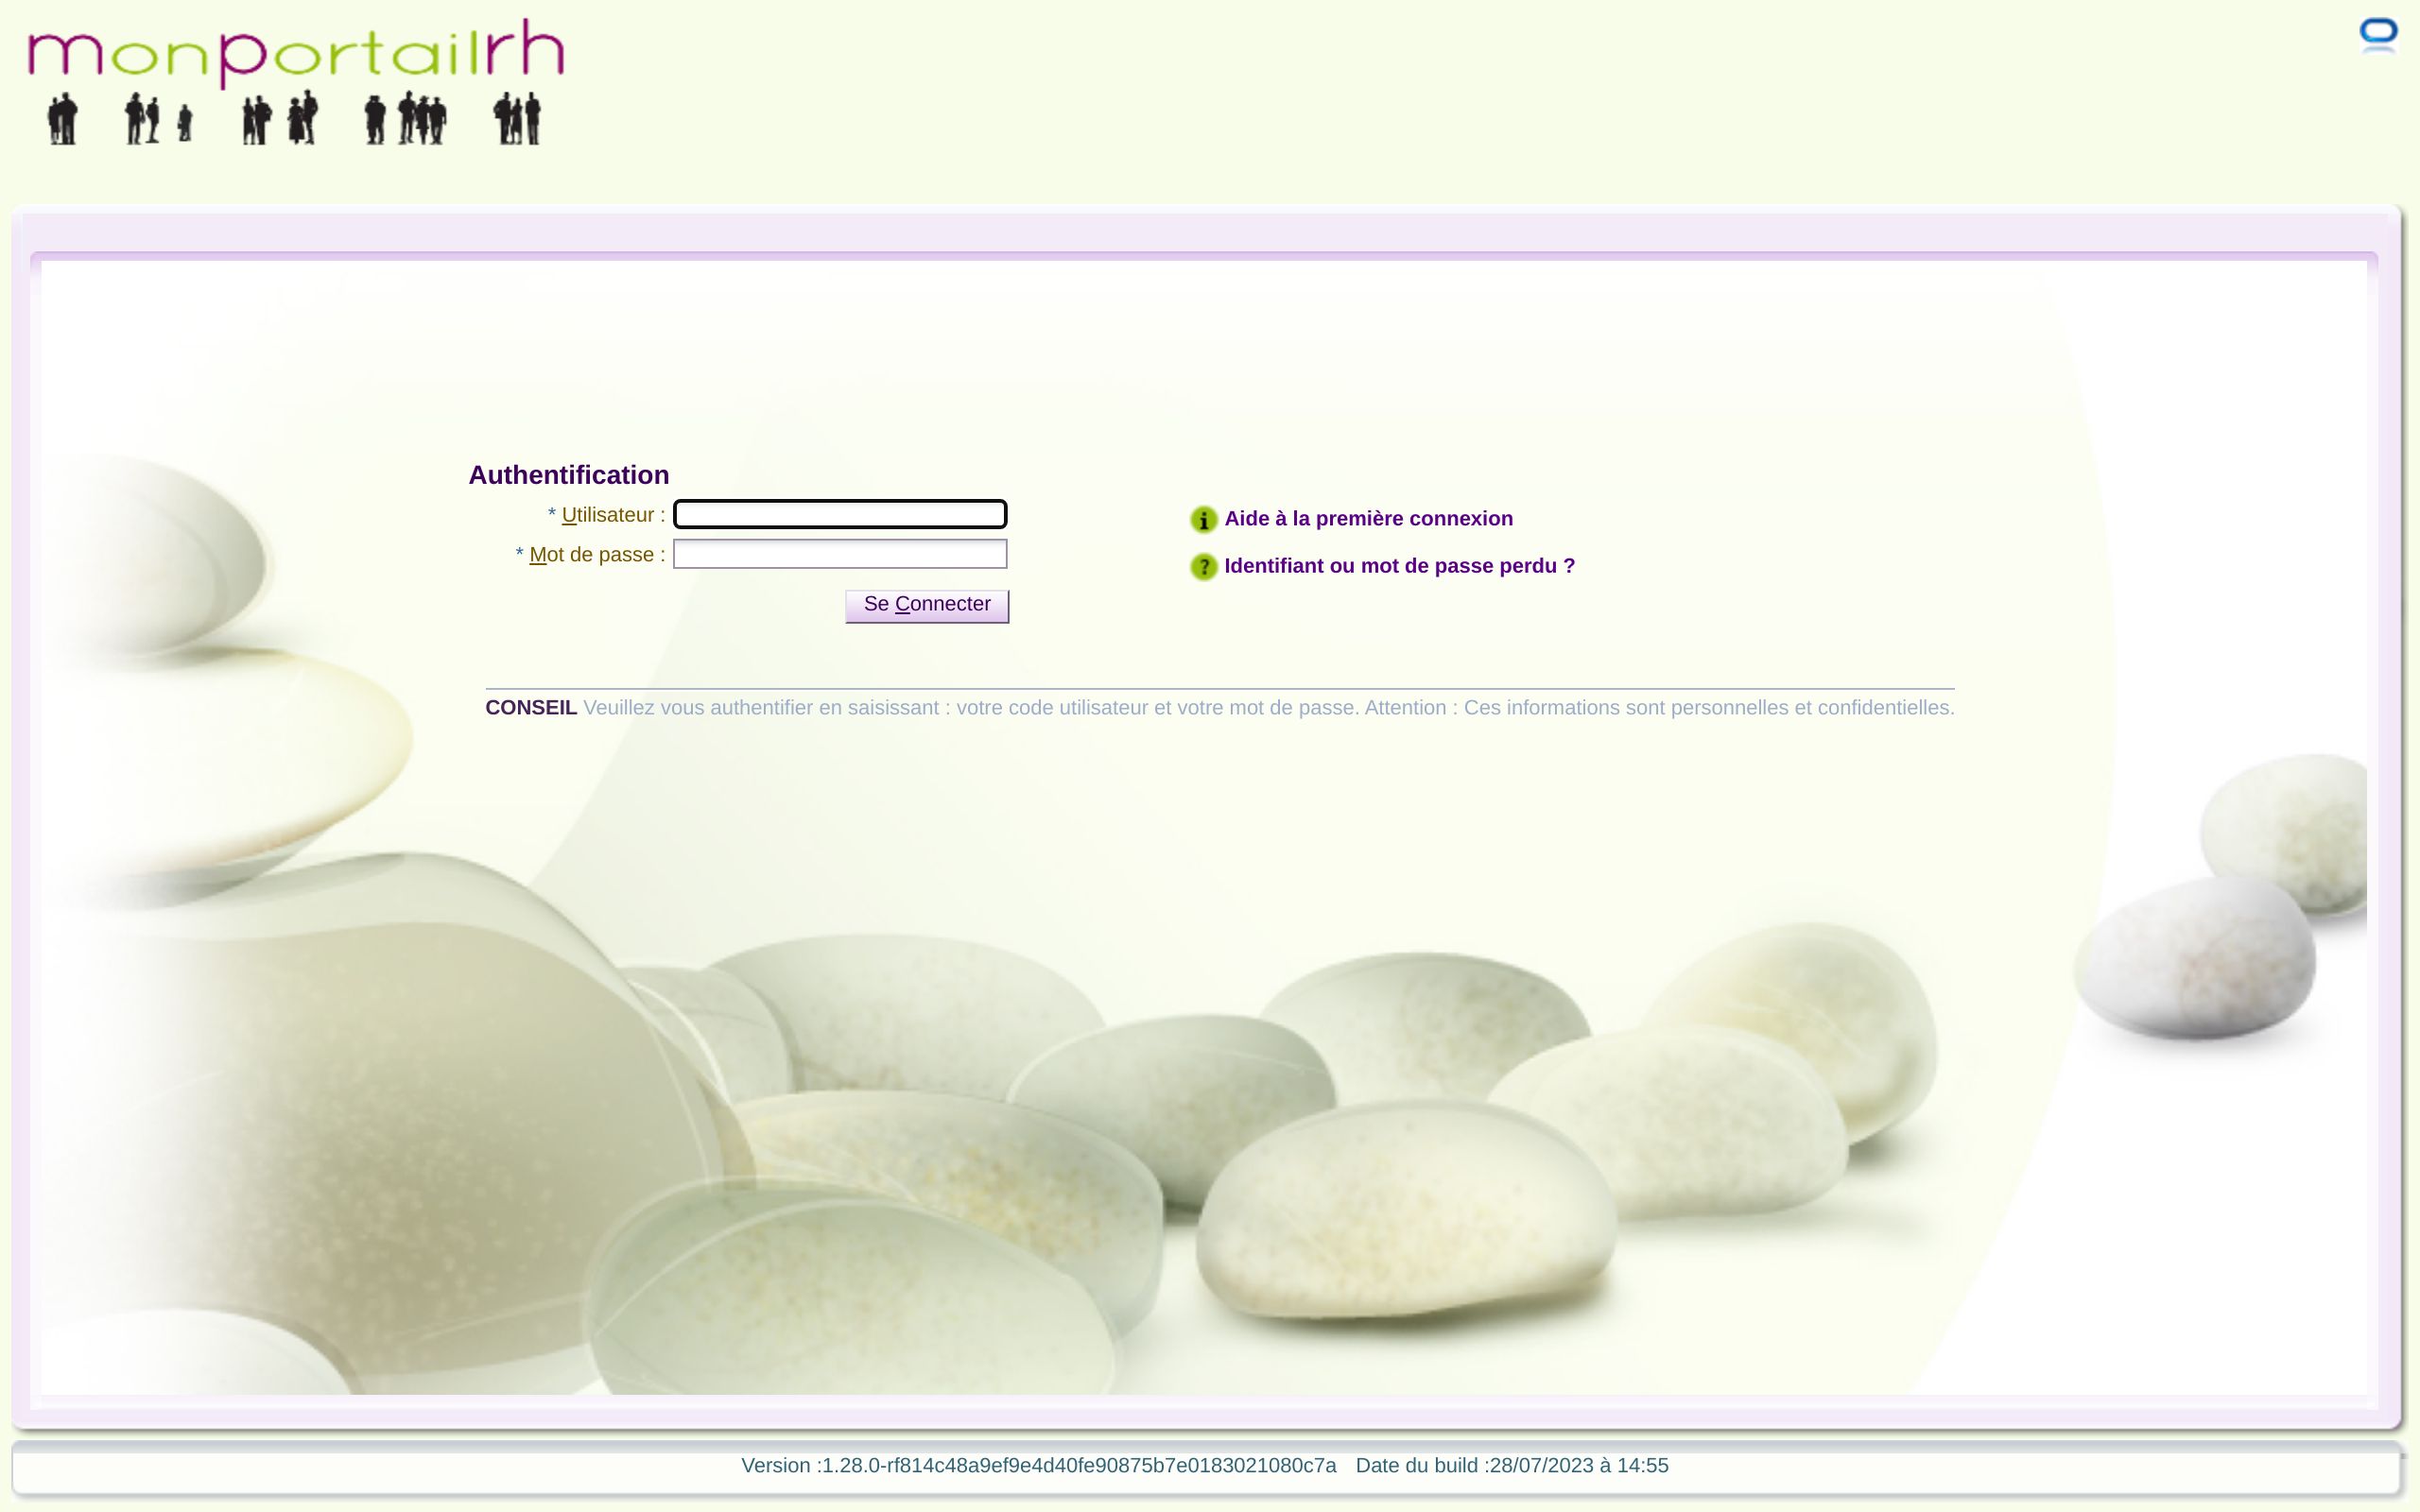 monportailrh
Authentification
* Utilisateur :
* Mot de passe :
Se Connecter
Aide à la première connexion
Identifiant ou mot de passe perdu ?
CONSEIL Veuillez vous authentifier en saisissant : votre code utilisateur et votre mot de passe. Attention : Ces informations sont personnelles et confidentielles.
Version :1.28.0-rf814c48a9ef9e4d40fe90875b7e0183021080c7a Date du build :28/07/2023 à 14:55